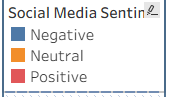 Social Media Sentin
Negative
Neutral
Positive